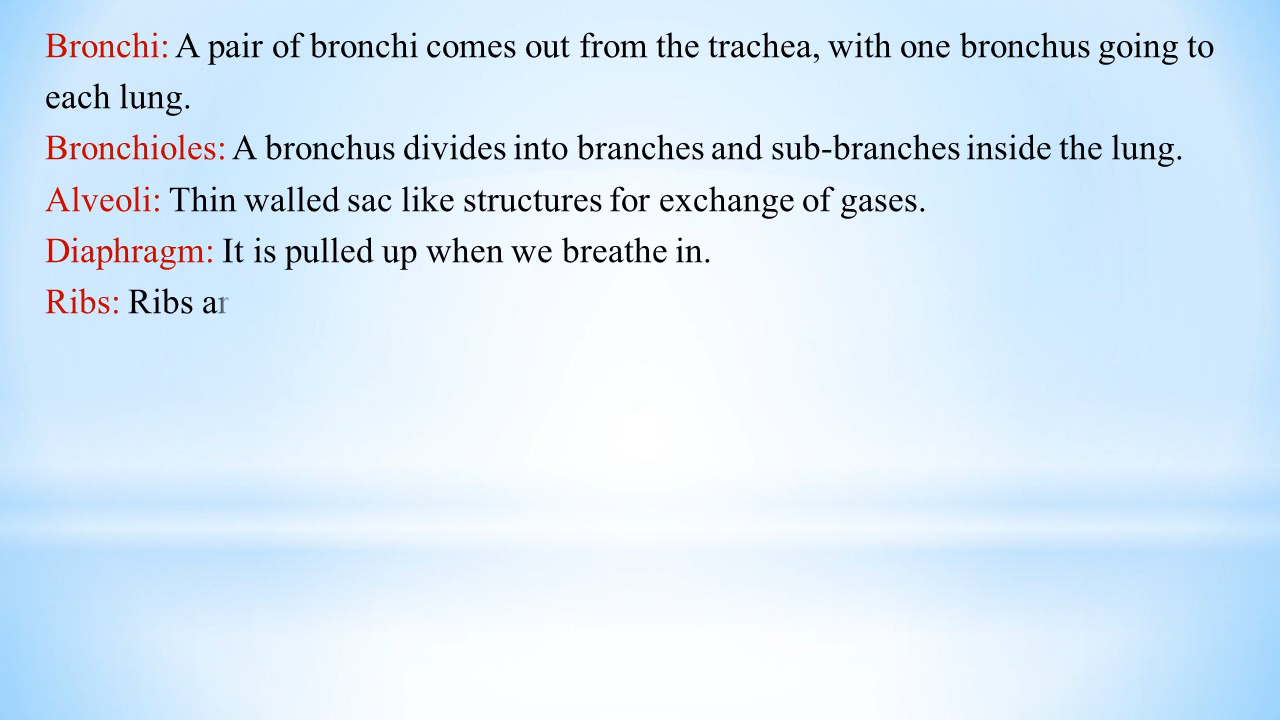 Bronchi: A pair of bronchi comes out from the trachea, with one bronchus going to
each lung.
Bronchioles: A bronchus divides into branches and sub-branches inside the lung.
Alveoli: Thin walled sac like structures for exchange of gases.
Diaphragm: It is pulled up when we breathe in.
Ribs: Ribs ar